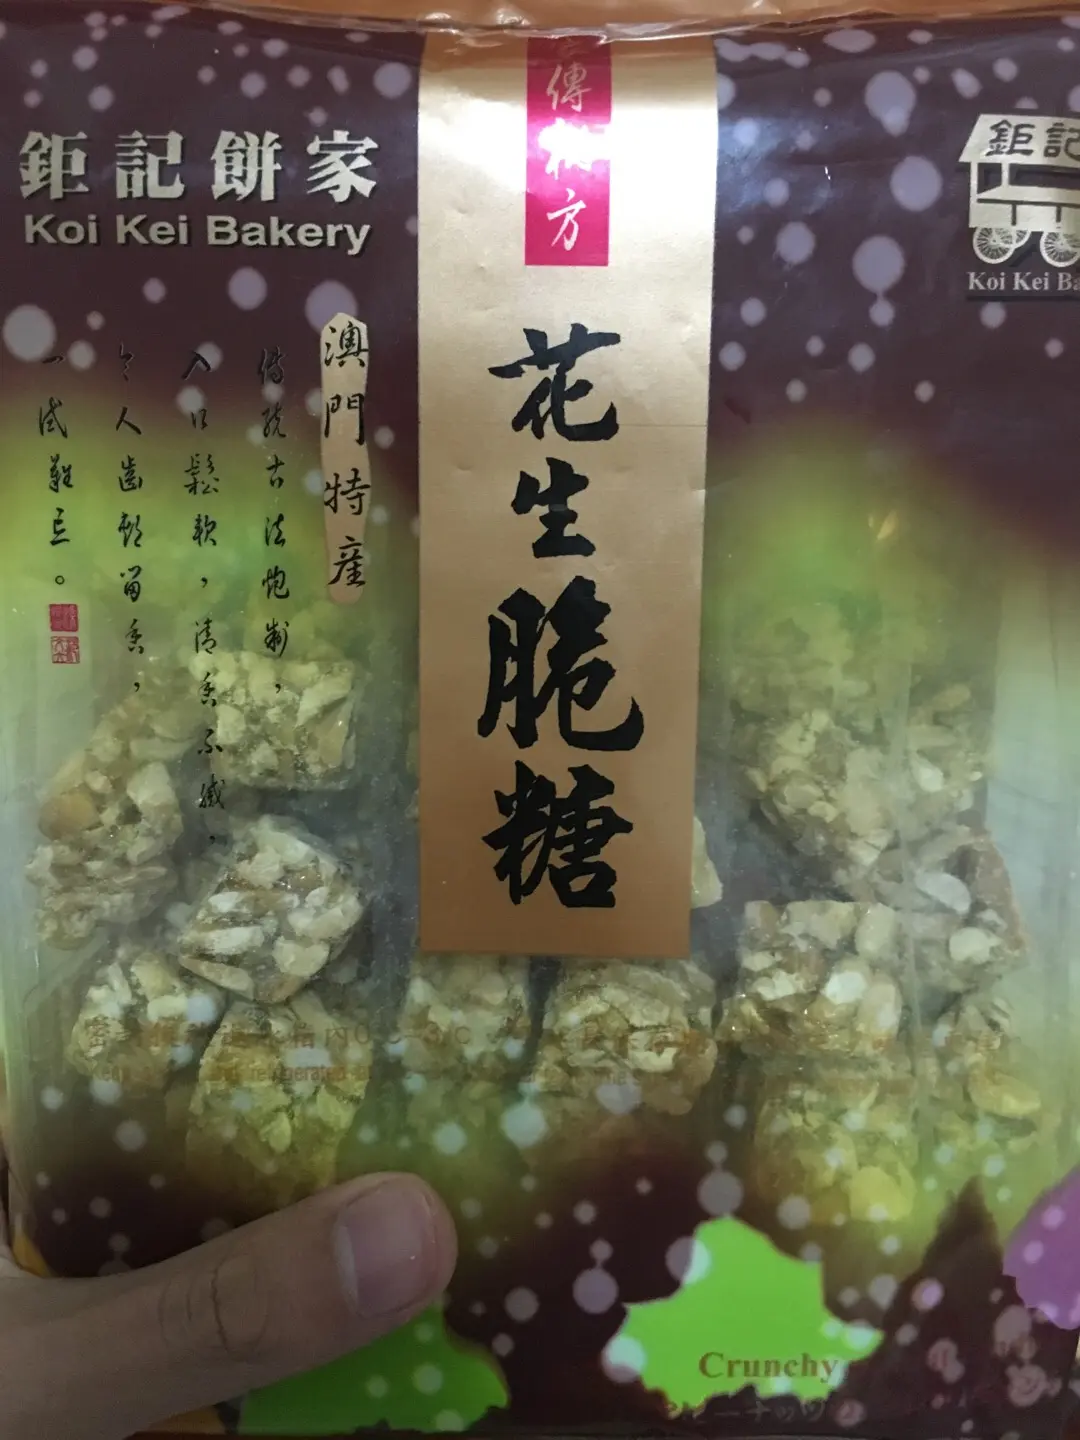 鉅記餅家
Koi Kei Bakery
傳秘方
鉅記
Koi Kei Ba
花生脆糖
澳門特產
傳統古法炮制，
入口鬆軟，清香不膩，
令人齒頰留香，
一試難忘。
Crunchy